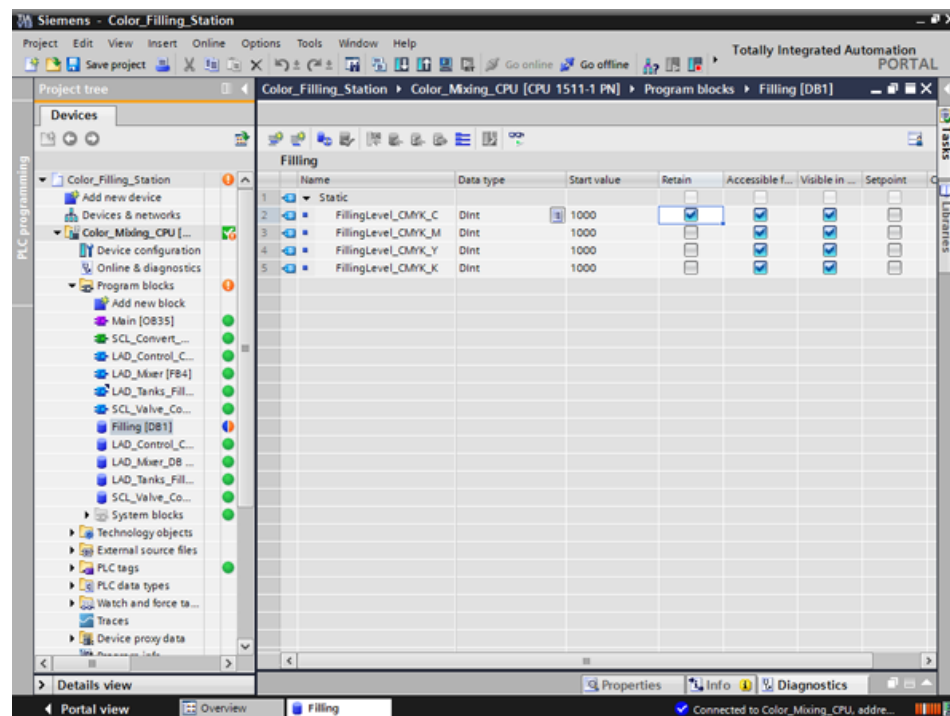 Siemens - Color_Filling_Station
Project Edit View Insert Online Options Tools Window Help
Totally Integrated Automation
PORTAL
Save project Go online Go offline
Project tree
Color_Filling_Station Color_Mixing_CPU [CPU 1511-1 PN] Program blocks Filling [DB1]
Devices
Filling
Name Data type Start value Retain Accessible f... Visible in ... Setpoint C
1 Static
2 FillingLevel_CMYK_C DInt 1000
3 FillingLevel_CMYK_M DInt 1000
4 FillingLevel_CMYK_Y DInt 1000
5 FillingLevel_CMYK_K DInt 1000
Color_Filling_Station
Add new device
Devices & networks
Color_Mixing_CPU [...
Device configuration
Online & diagnostics
Program blocks
Add new block
Main [OB35]
SCL_Convert_...
LAD_Control_C...
LAD_Mixer [FB4]
LAD_Tanks_Fill...
SCL_Valve_Co...
Filling [DB1]
LAD_Control_C...
LAD_Mixer_DB ...
LAD_Tanks_Fill...
SCL_Valve_Co...
System blocks
Technology objects
External source files
PLC tags
PLC data types
Watch and force ta...
Traces
Device proxy data
PLC programming
Tasks
Libraries
Details view
Properties Info Diagnostics
Portal view Overview Filling Connected to Color_Mixing_CPU, addre...